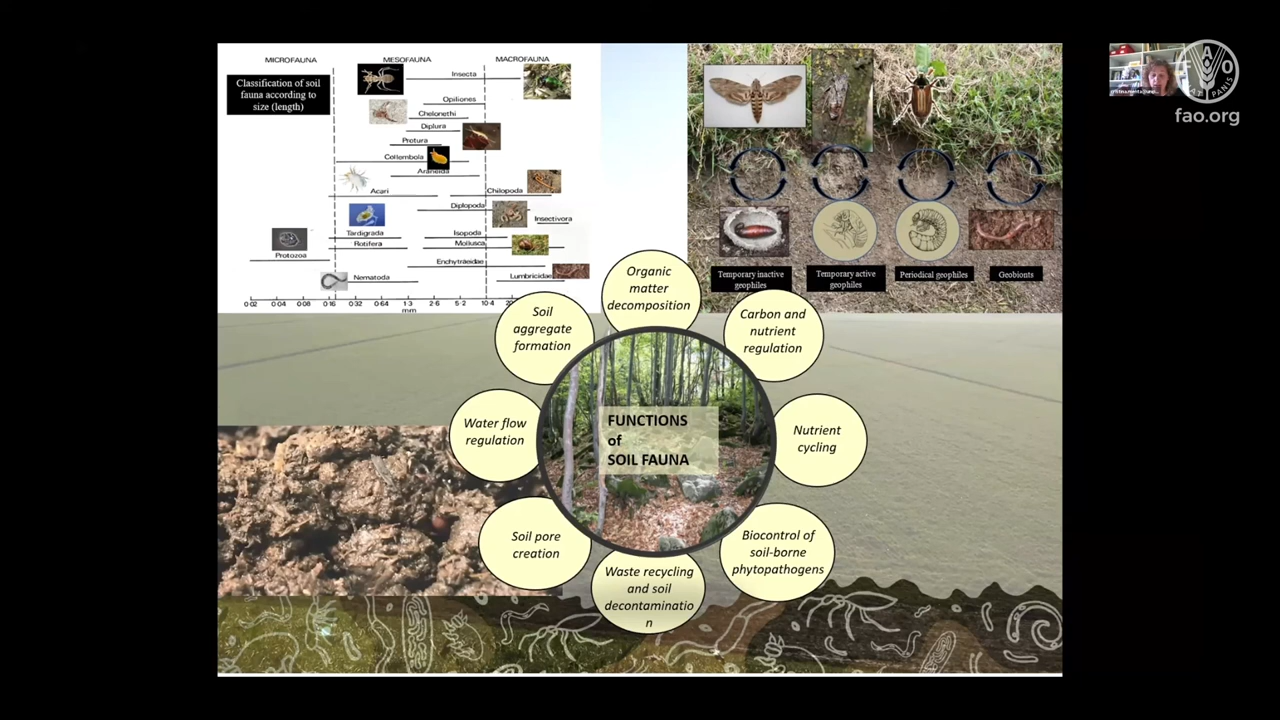 MICROFAUNA
MESOFAUNA
MACROFAUNA
Classification of soil
fauna according to
size (length)
Insecta
Opiliones
Chelonethi
Diplura
Protura
Collembola
Araneida
Acari
Chilopoda
Diplopoda
Insectivora
Tardigrada
Isopoda
Rotifera
Mollusca
Protozoa
Enchytraeidae
Nematoda
Lumbricidae
0·02 0·04 0·08 0·16 0·32 0·64 1·3 2·6 5·2 10·4
mm
Temporary inactive
geophiles
Temporary active
geophiles
Periodical geophiles
Geobionts
fao.org
Organic
matter
decomposition
Soil
aggregate
formation
Carbon and
nutrient
regulation
Water flow
regulation
FUNCTIONS
of
SOIL FAUNA
Nutrient
cycling
Soil pore
creation
Biocontrol of
soil-borne
phytopathogens
Waste recycling
and soil
decontaminatio
n